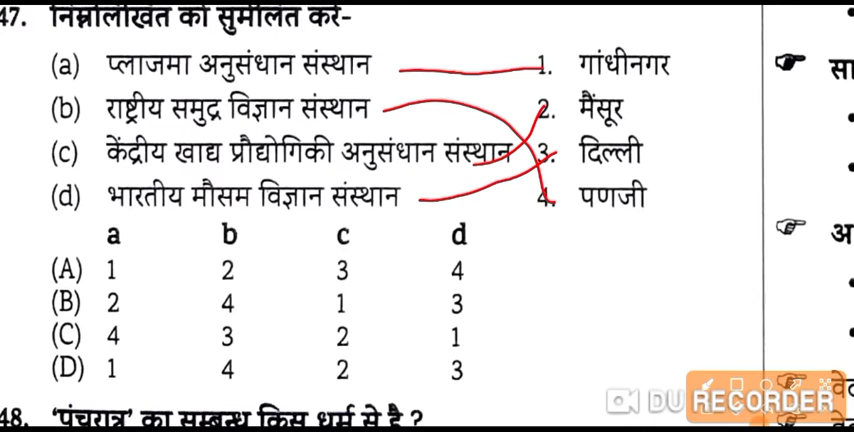 47. निम्नलिखित को सुमेलित करें-
(a) प्लाजमा अनुसंधान संस्थान 1. गांधीनगर
(b) राष्ट्रीय समुद्र विज्ञान संस्थान 2. मैंसूर
(c) केंद्रीय खाद्य प्रौद्योगिकी अनुसंधान संस्थान 3. दिल्ली
(d) भारतीय मौसम विज्ञान संस्थान 4. पणजी
a b c d
(A) 1 2 3 4
(B) 2 4 1 3
(C) 4 3 2 1
(D) 1 4 2 3
48. 'पंचरात्र' का सम्बन्ध किस धर्म से है ?
सा
अ
वेद
DU RECORDER